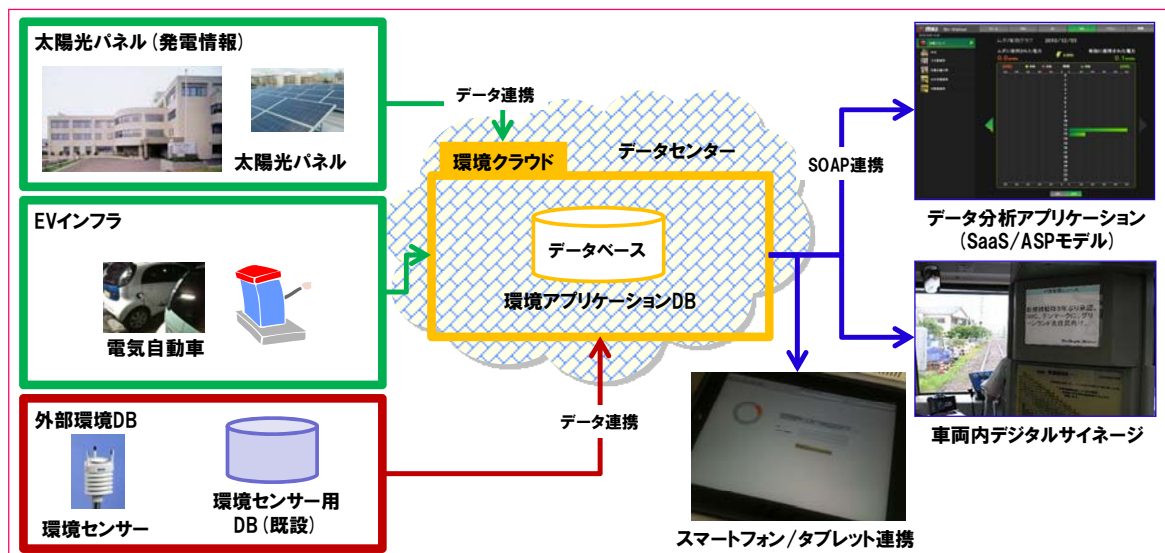 太陽光パネル(発電情報)
太陽光パネル
EVインフラ
電気自動車
外部環境DB
環境センサー
環境センサー用
DB(既設)
データ連携
環境クラウド
データセンター
データベース
環境アプリケーションDB
データ連携
SOAP連携
データ分析アプリケーション
(SaaS/ASPモデル)
車両内デジタルサイネージ
スマートフォン/タブレット連携